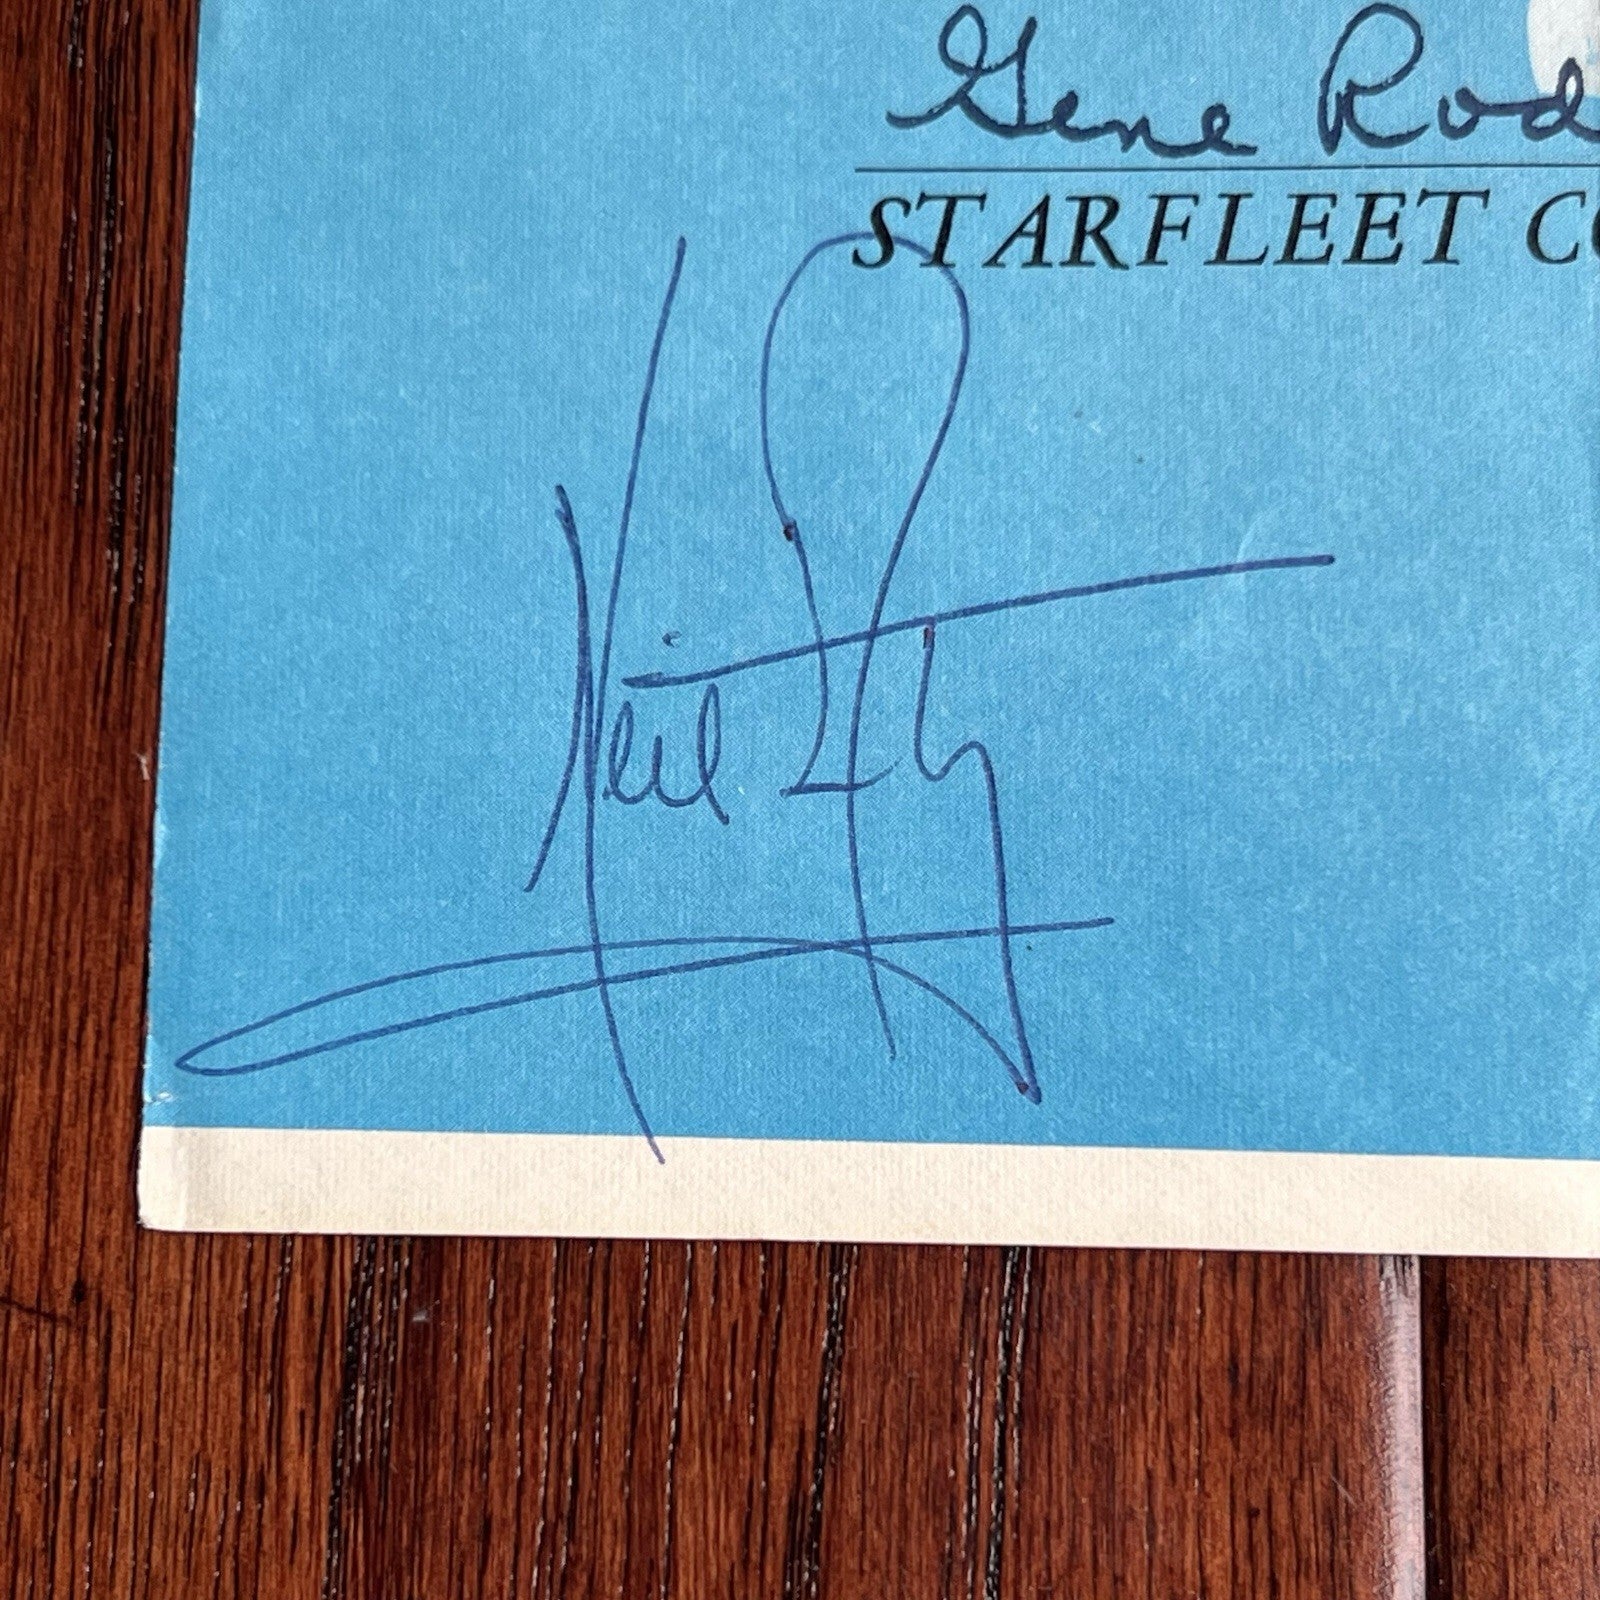 Gene Rod
STARFLEET CO
Neil